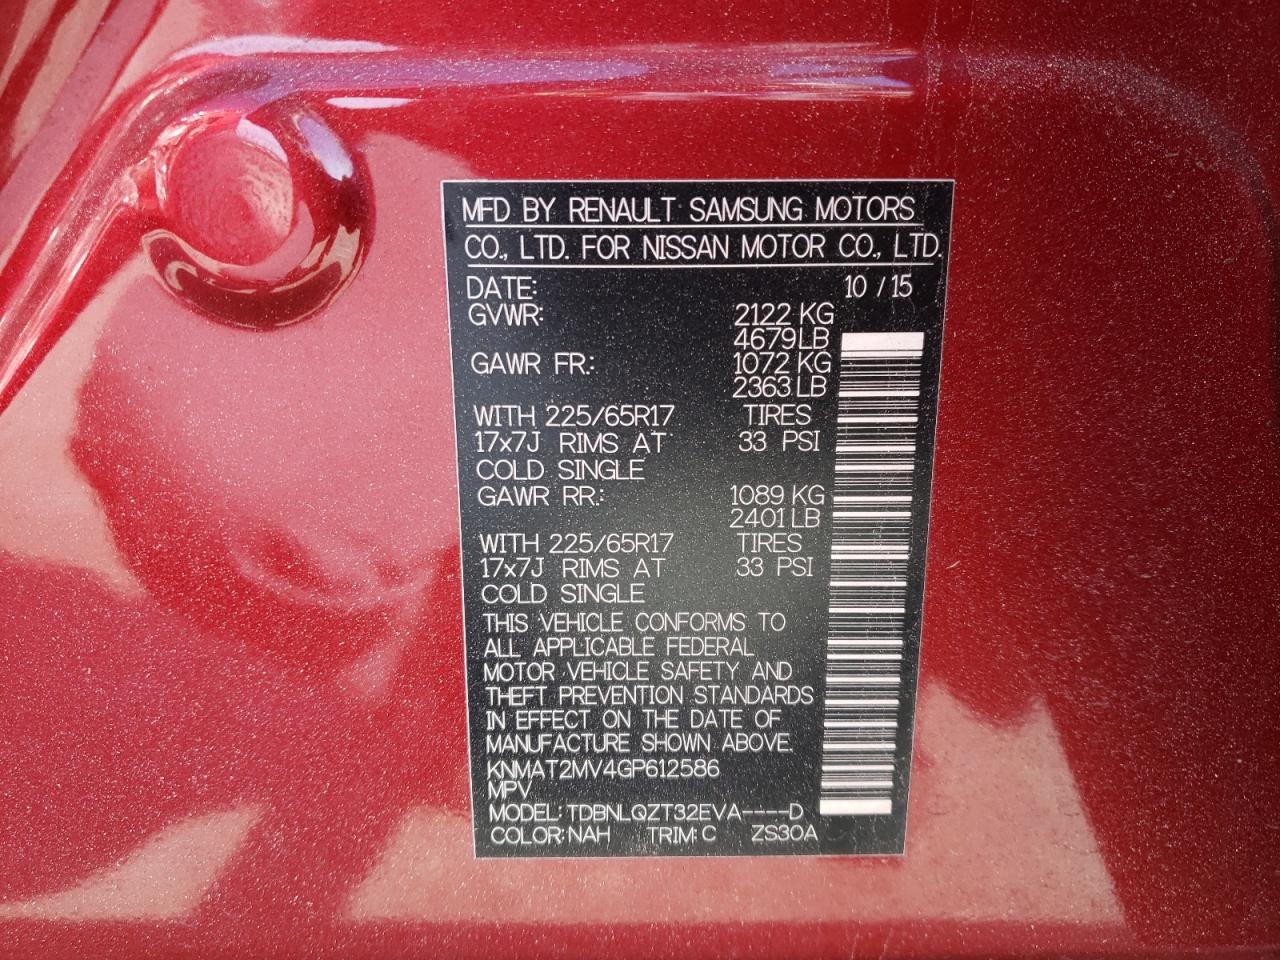 MFD BY RENAULT SAMSUNG MOTORS
CO., LTD. FOR NISSAN MOTOR CO., LTD.
DATE: 10 / 15
GVWR: 2122 KG
4679 LB
GAWR FR.: 1072 KG
2363 LB
WITH 225/65R17 TIRES
17x7J RIMS AT 33 PSI
COLD SINGLE
GAWR RR.: 1089 KG
2401 LB
WITH 225/65R17 TIRES
17x7J RIMS AT 33 PSI
COLD SINGLE
THIS VEHICLE CONFORMS TO
ALL APPLICABLE FEDERAL
MOTOR VEHICLE SAFETY AND
THEFT PREVENTION STANDARDS
IN EFFECT ON THE DATE OF
MANUFACTURE SHOWN ABOVE.
KNMAT2MV4GP612586
MPV
MODEL: TDBNLQZT32EVA----D
COLOR: NAH TRIM: C ZS30A